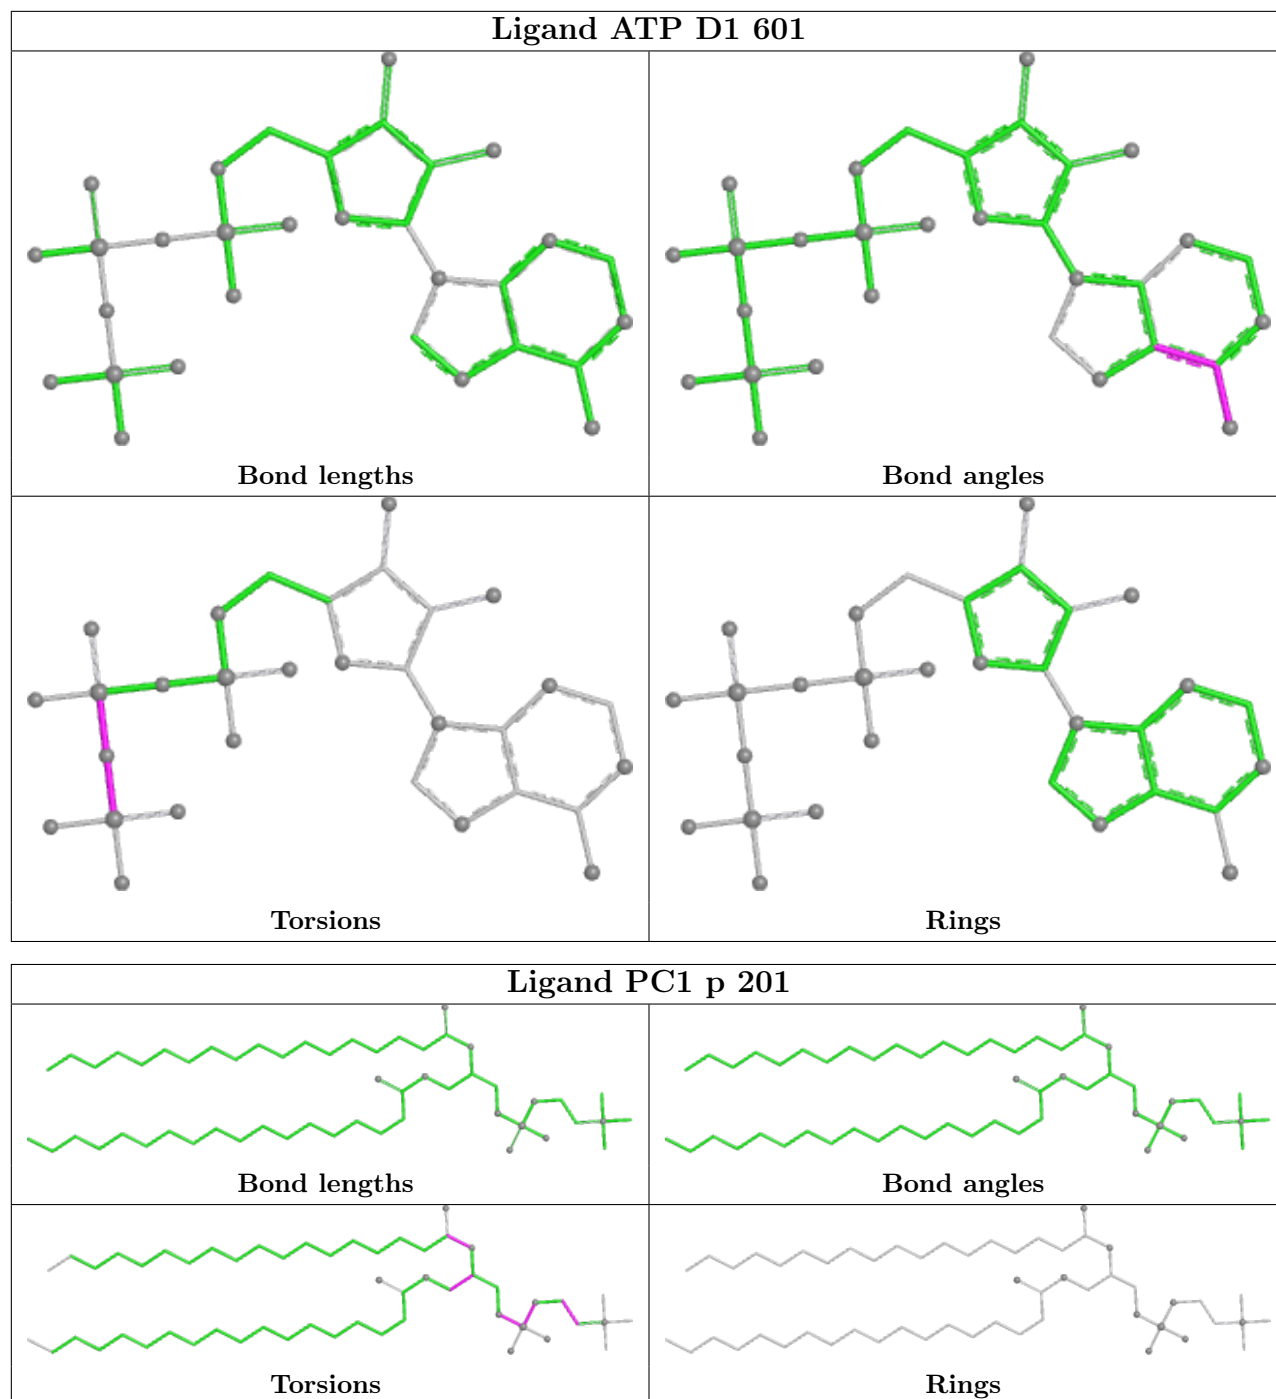 Ligand ATP D1 601
Bond lengths
Bond angles
Torsions
Rings
Ligand PC1 p 201
Bond lengths
Bond angles
Torsions
Rings